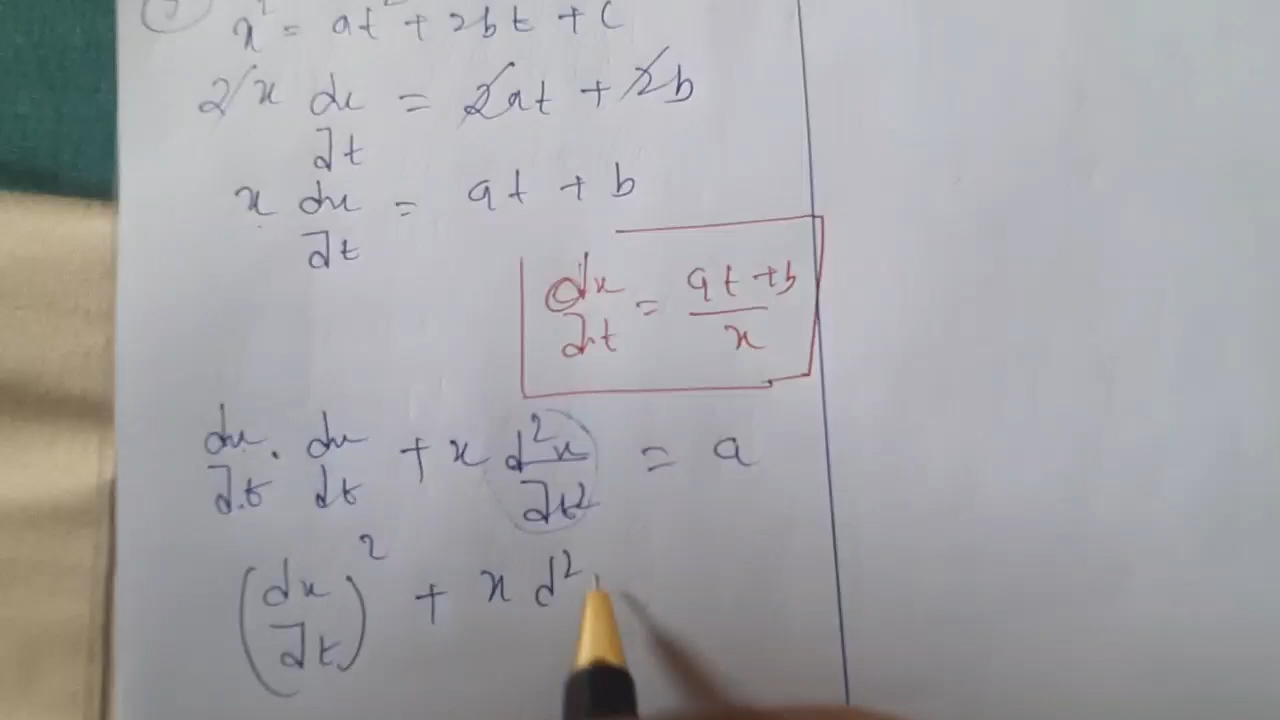 x² = at² + 2bt + c
2x dx/dt = 2at + 2b
x dx/dt = at + b
dx/dt = at + b/x
dx/dt . dx/dt + x d²x/dt² = a
(dx/dt)² + x d²